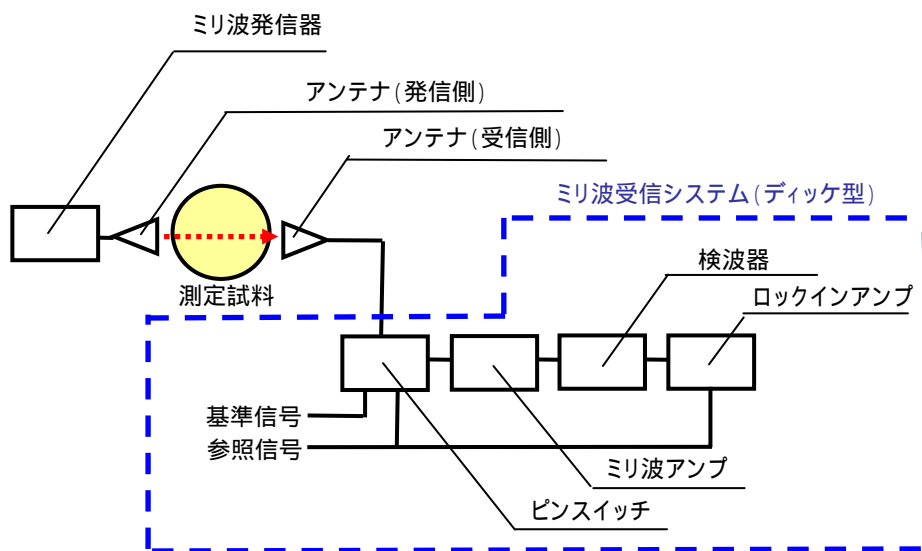 ミリ波発信器
アンテナ(発信側)
アンテナ(受信側)
ミリ波受信システム(ディッケ型)
検波器
測定試料
ロックインアンプ
基準信号
参照信号
ミリ波アンプ
ピンスイッチ